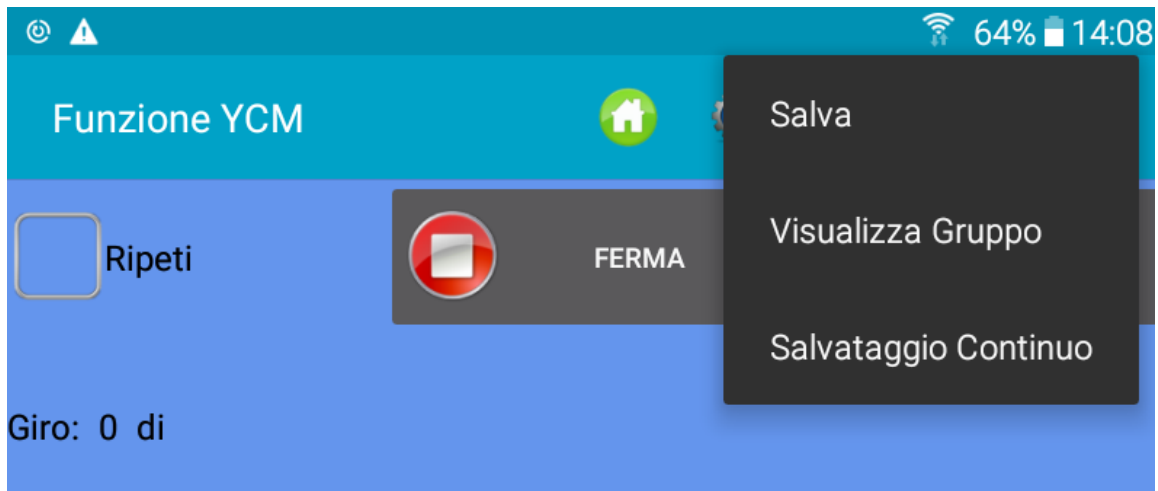 64% 14:08
Funzione YCM
Salva
Visualizza Gruppo
Salvataggio Continuo
Ripeti
FERMA
Giro: 0 di